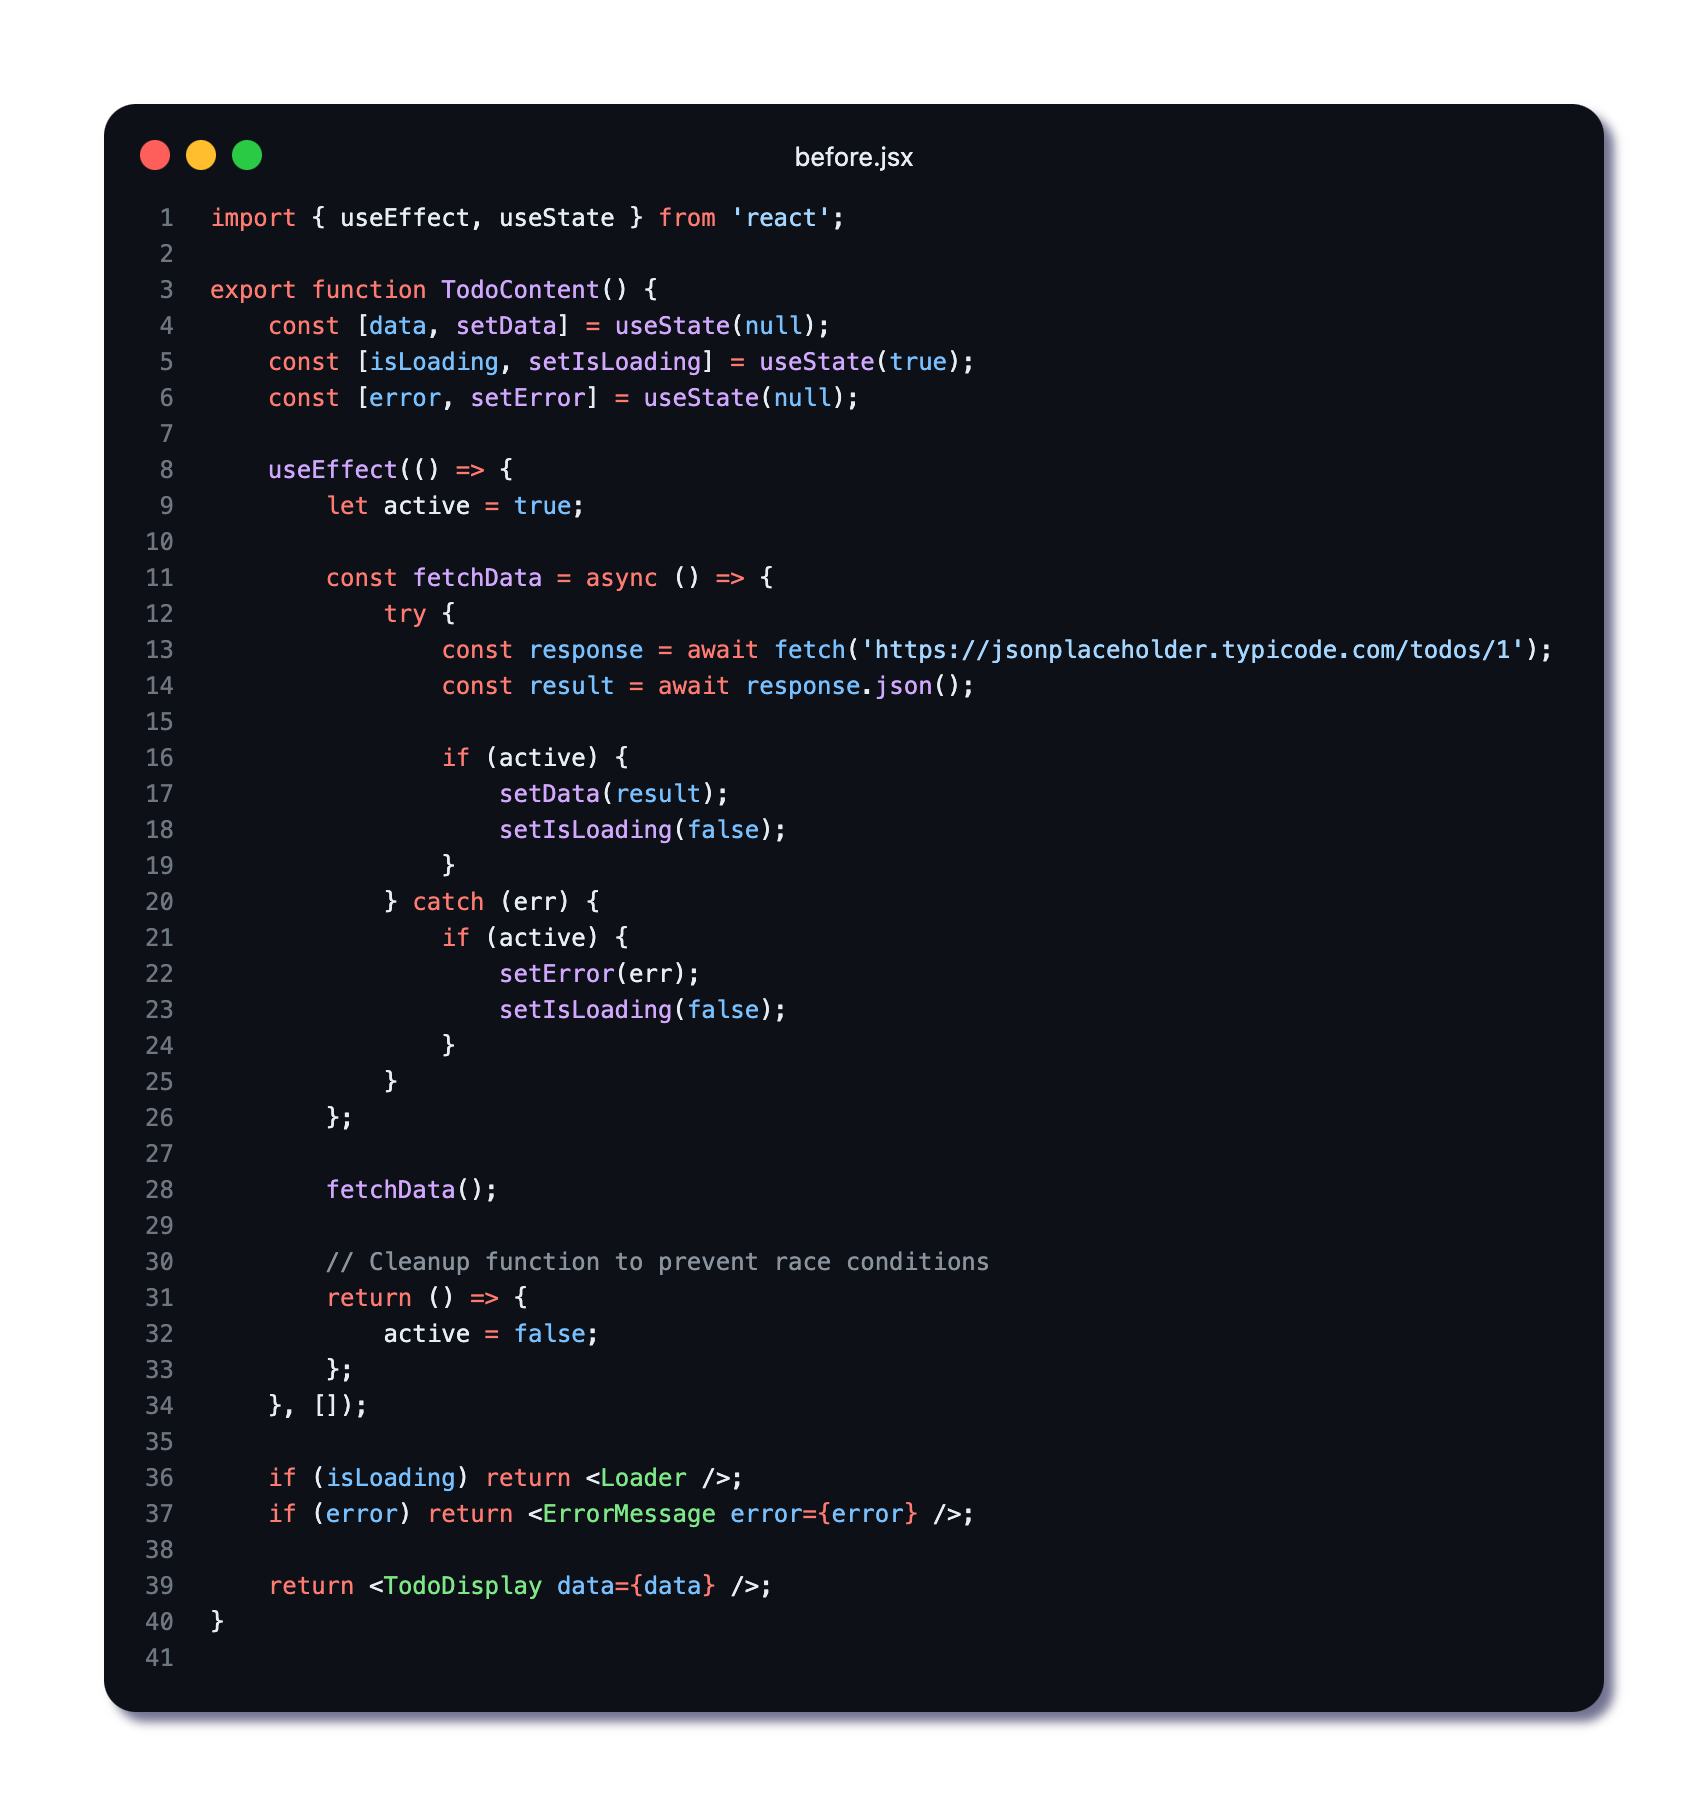 before.jsx
1 import { useEffect, useState } from 'react';
2
3 export function TodoContent() {
4     const [data, setData] = useState(null);
5     const [isLoading, setIsLoading] = useState(true);
6     const [error, setError] = useState(null);
7
8     useEffect(() => {
9         let active = true;
10
11         const fetchData = async () => {
12             try {
13                 const response = await fetch('https://jsonplaceholder.typicode.com/todos/1');
14                 const result = await response.json();
15
16                 if (active) {
17                     setData(result);
18                     setIsLoading(false);
19                 }
20             } catch (err) {
21                 if (active) {
22                     setError(err);
23                     setIsLoading(false);
24                 }
25             }
26         };
27
28         fetchData();
29
30         // Cleanup function to prevent race conditions
31         return () => {
32             active = false;
33         };
34     }, []);
35
36     if (isLoading) return <Loader />;
37     if (error) return <ErrorMessage error={error} />;
38
39     return <TodoDisplay data={data} />;
40 }
41